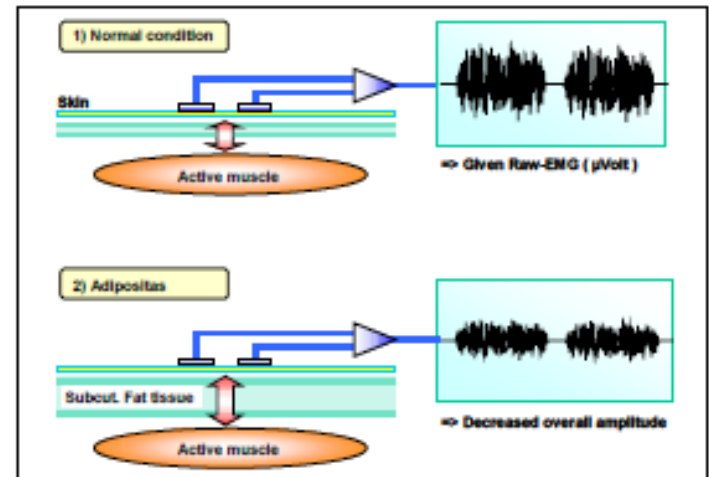 1) Normal condition
Skin
Active muscle
=> Given Raw-EMG ( µVolt )
2) Adipositas
Subcut. Fat tissue
Active muscle
=> Decreased overall amplitude